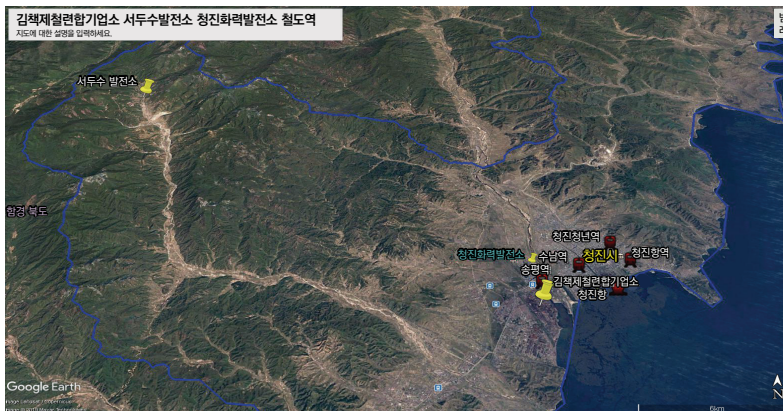 김책제철련합기업소 서두수발전소 청진화력발전소 철도역
지도에 대한 설명을 입력하세요.
서두수 발전소
함경 북도
청진청년역
청진화력발전소
수남역
청진시
청진항역
송평역
김책제철련합기업소
청진항
Google Earth
6km